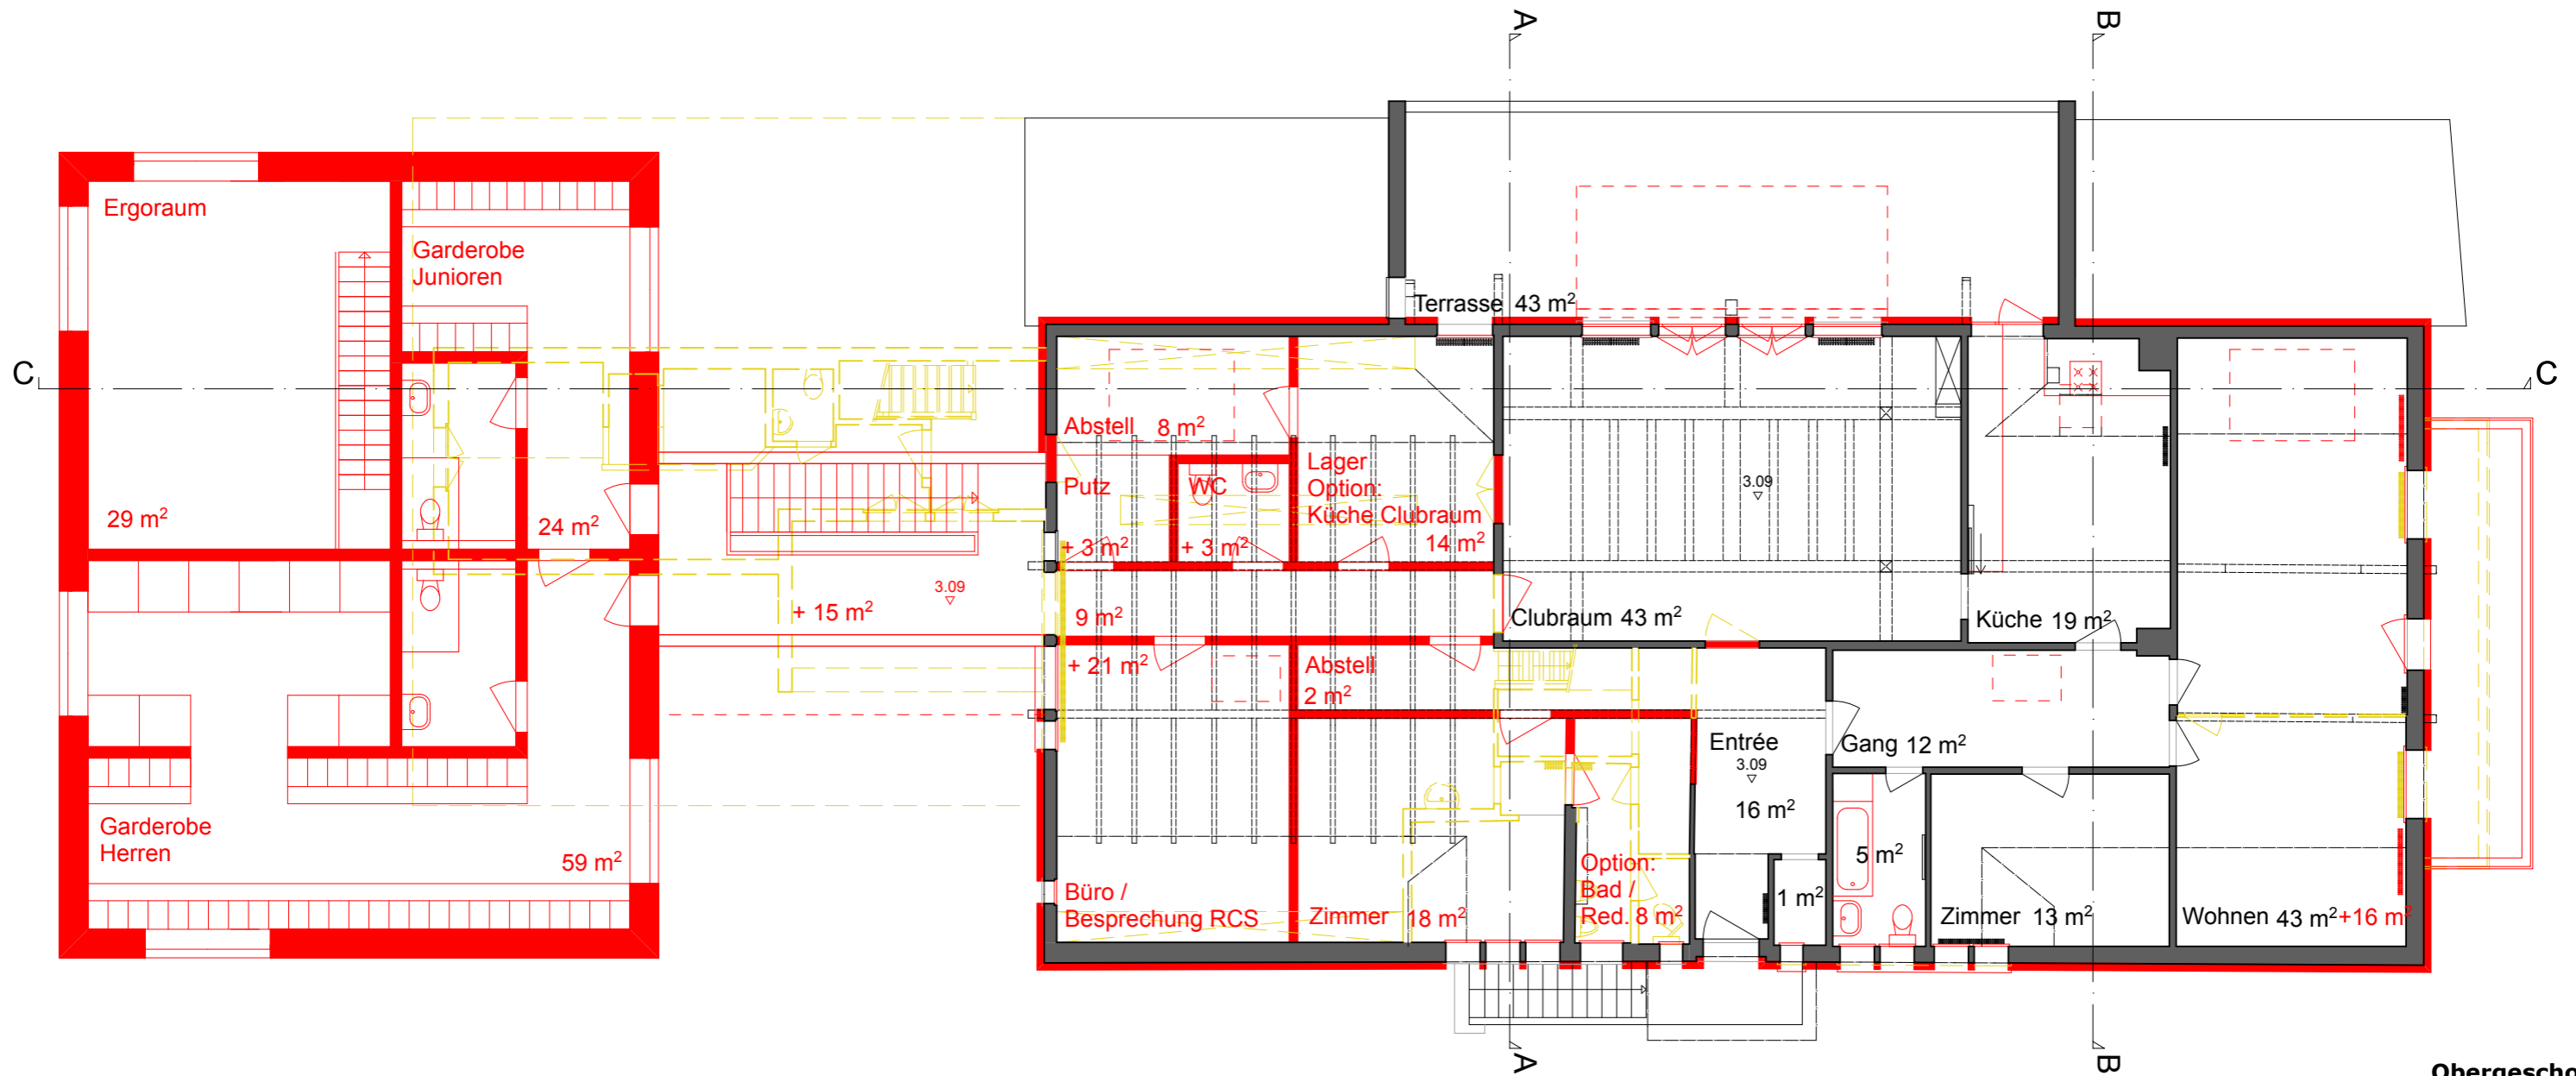 A
B
Ergoraum
Garderobe
Junioren
Terrasse 43 m²
C
C
Abstell 8 m²
Lager
Option:
Küche Clubraum
14 m²
Putz
WC
3.09
29 m²
24 m²
+ 3 m²
+ 3 m²
3.09
+ 15 m²
9 m²
Clubraum 43 m²
Küche 19 m²
+ 21 m²
Abstell
2 m²
Entrée
3.09
16 m²
Gang 12 m²
Garderobe
Herren
59 m²
Büro /
Besprechung RCS
Zimmer 18 m²
Option:
Bad /
Red. 8 m²
1 m²
5 m²
Zimmer 13 m²
Wohnen 43 m²+16 m²
A
B